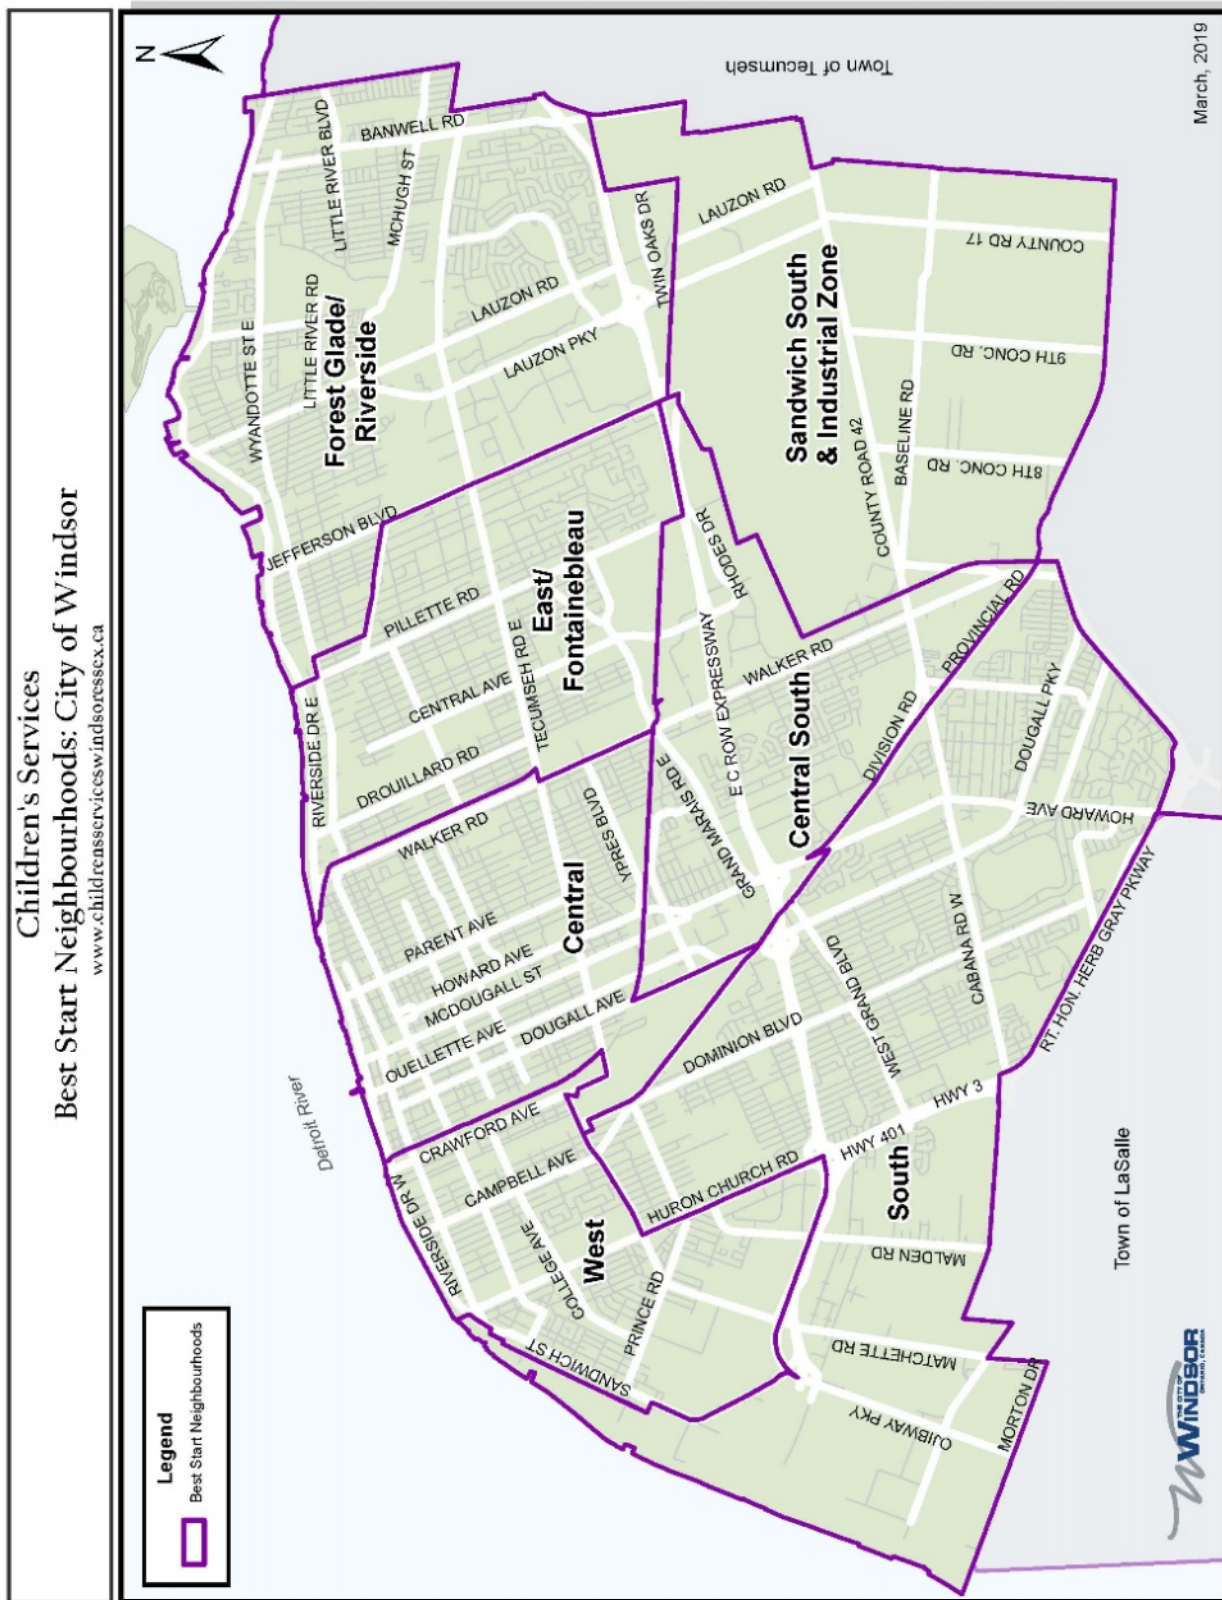 Children's Services
Best Start Neighbourhoods: City of Windsor
www.childrensserviceswindsoressex.ca
Legend
Best Start Neighbourhoods
N
Detroit River
Town of Tecumseh
Town of LaSalle
March, 2019
THE CITY OF
WINDSOR
ONTARIO, CANADA
West
Central
East/
Fontainebleau
Forest Glade/
Riverside
Central South
Sandwich South
& Industrial Zone
South
RIVERSIDE DR W
SANDWICH ST
COLLEGE AVE
PRINCE RD
CAMPBELL AVE
CRAWFORD AVE
HURON CHURCH RD
MALDEN RD
MATCHETTE RD
OJIBWAY PKY
MORTON DR
HWY 401
HWY 3
DOMINION BLVD
WEST GRAND BLVD
CABANA RD W
RT. HON. HERB GRAY PKWAY
HOWARD AVE
DOUGALL PKY
OUELLETTE AVE
DOUGALL AVE
MCDOUGALL ST
HOWARD AVE
PARENT AVE
WALKER RD
YPRES BLVD
GRAND MARAIS RD E
E C ROW EXPRESSWAY
DIVISION RD
PROVINCIAL RD
WALKER RD
RHODES DR
RIVERSIDE DR E
DROUILLARD RD
CENTRAL AVE
PILLETTE RD
TECUMSEH RD E
JEFFERSON BLVD
WYANDOTTE ST E
LITTLE RIVER RD
LITTLE RIVER BLVD
MCHUGH ST
BANWELL RD
LAUZON RD
LAUZON PKY
TWIN OAKS DR
LAUZON RD
COUNTY ROAD 42
BASELINE RD
8TH CONC. RD
9TH CONC. RD
COUNTY RD 17